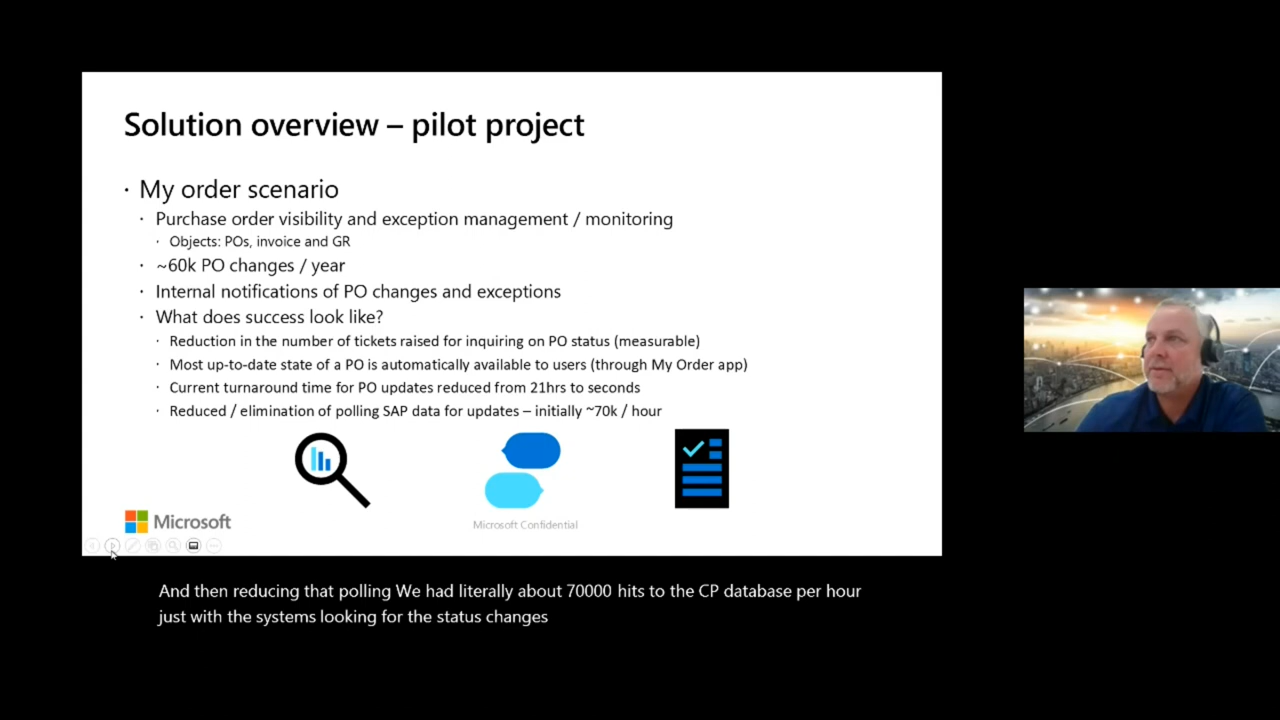 Solution overview – pilot project
· My order scenario
· Purchase order visibility and exception management / monitoring
· Objects: POs, invoice and GR
· ~60k PO changes / year
· Internal notifications of PO changes and exceptions
· What does success look like?
· Reduction in the number of tickets raised for inquiring on PO status (measurable)
· Most up-to-date state of a PO is automatically available to users (through My Order app)
· Current turnaround time for PO updates reduced from 21hrs to seconds
· Reduced / elimination of polling SAP data for updates – initially ~70k / hour
Microsoft
Microsoft Confidential
And then reducing that polling We had literally about 70000 hits to the CP database per hour
just with the systems looking for the status changes